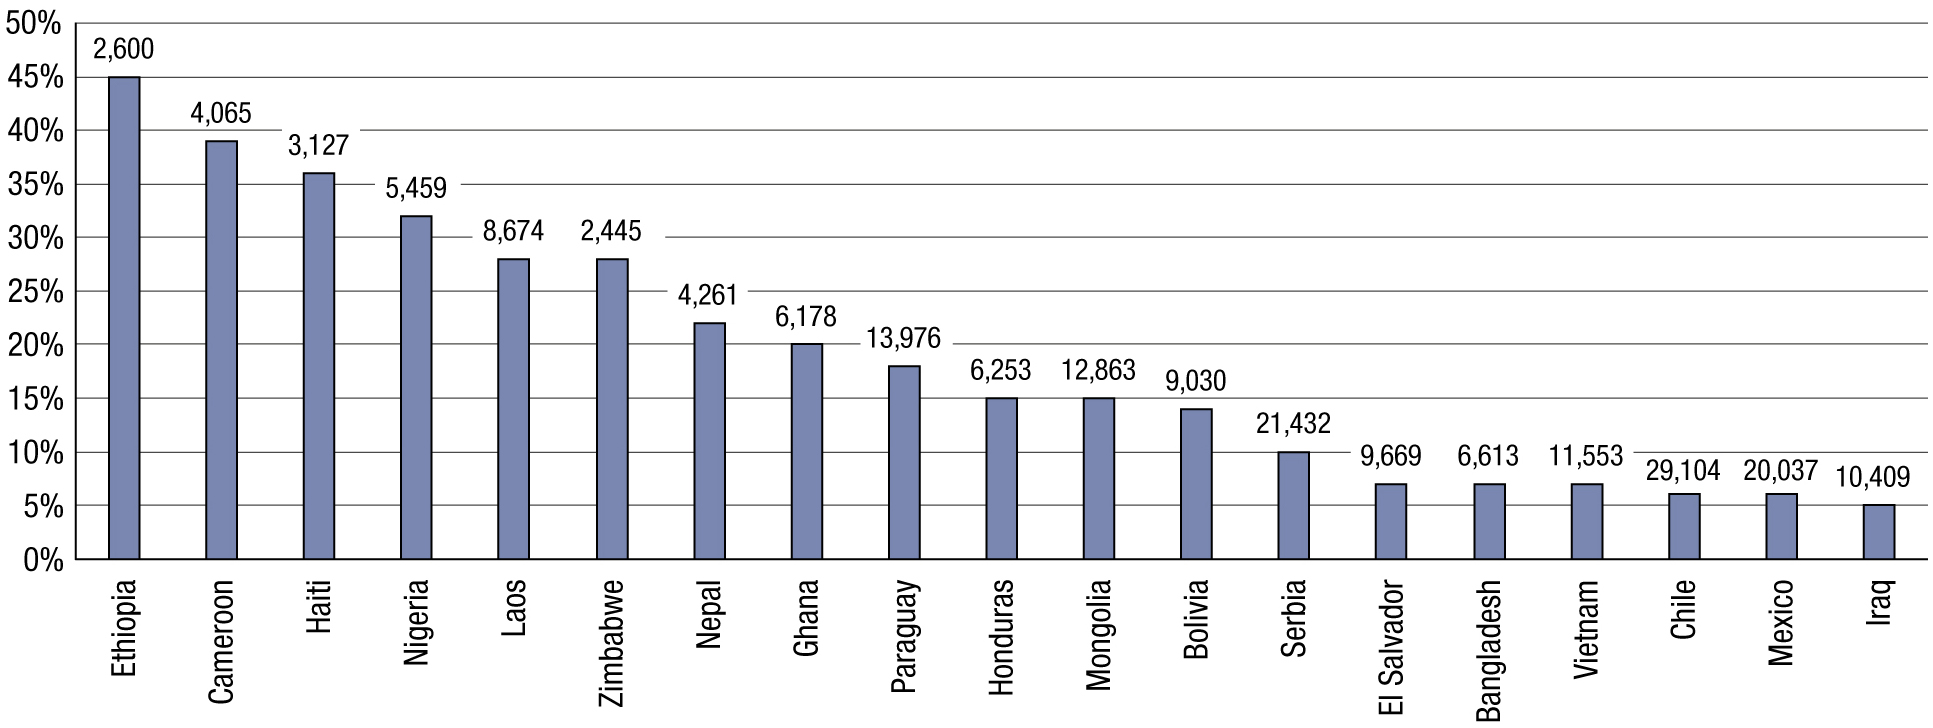 50%
45%
40%
35%
30%
25%
20%
15%
10%
5%
0%
2,600
4,065
3,127
5,459
8,674
2,445
4,261
6,178
13,976
6,253
12,863
9,030
21,432
9,669
6,613
11,553
29,104
20,037
10,409
Ethiopia
Cameroon
Haiti
Nigeria
Laos
Zimbabwe
Nepal
Ghana
Paraguay
Honduras
Mongolia
Bolivia
Serbia
El Salvador
Bangladesh
Vietnam
Chile
Mexico
Iraq